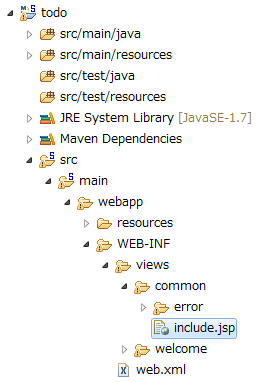 todo
src/main/java
src/main/resources
src/test/java
src/test/resources
JRE System Library [JavaSE-1.7]
Maven Dependencies
src
main
webapp
resources
WEB-INF
views
common
error
include.jsp
welcome
web.xml